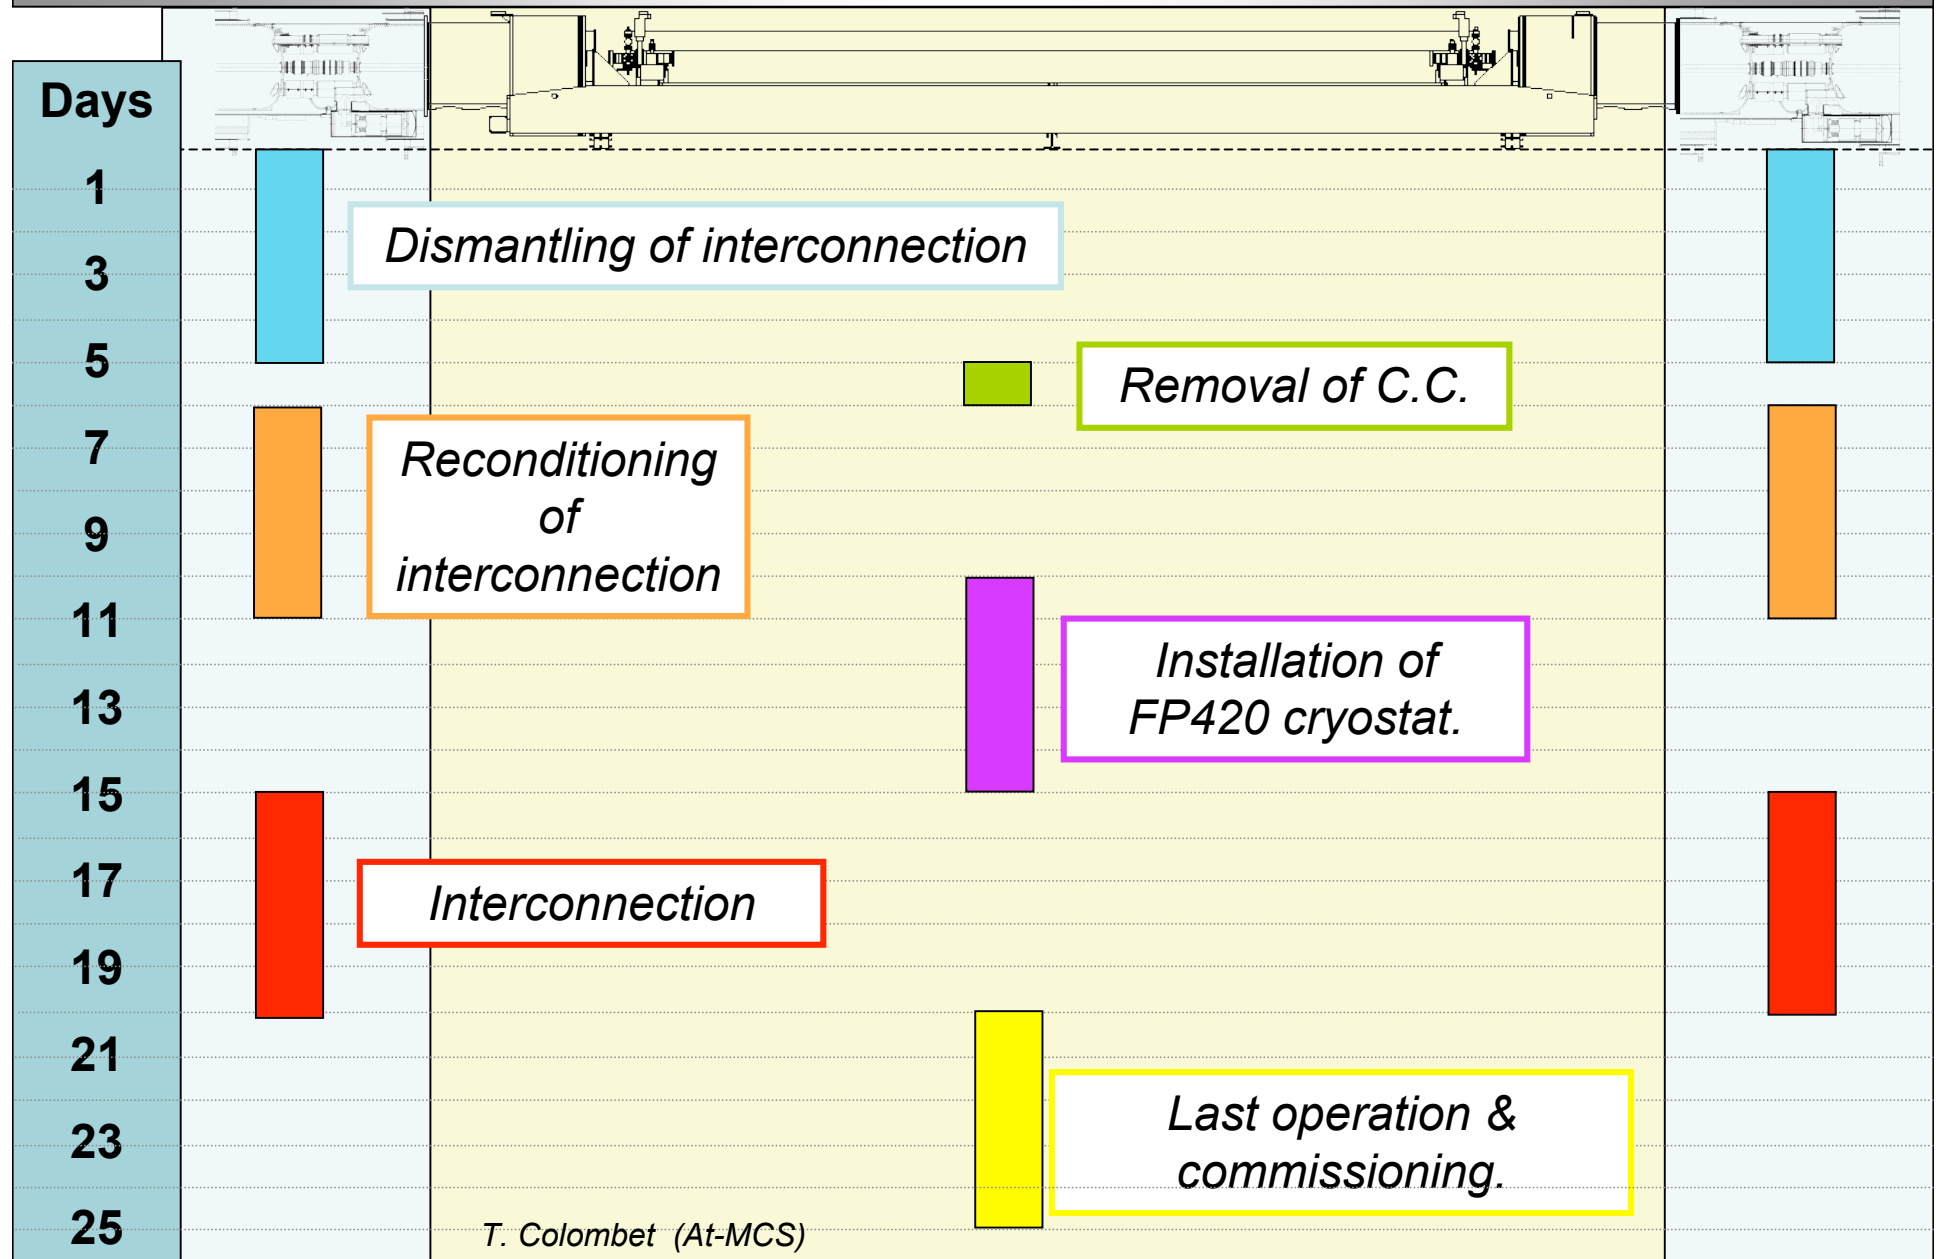 Days
1
Dismantling of interconnection
3
5
Removal of C.C.
7
Reconditioning
of
interconnection
9
11
Installation of
FP420 cryostat.
13
15
17
Interconnection
19
21
Last operation &
commissioning.
23
25
T. Colombet (At-MCS)